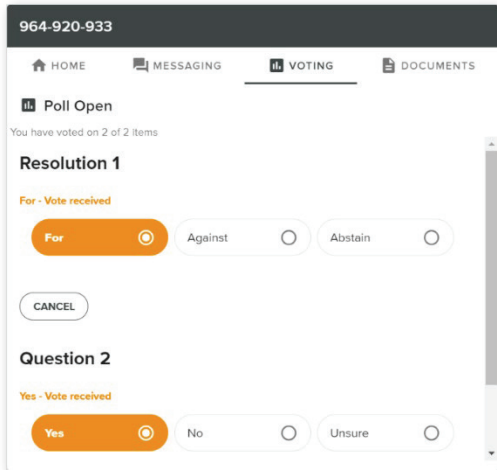 964-920-933
HOME MESSAGING VOTING DOCUMENTS
Poll Open
You have voted on 2 of 2 items
Resolution 1
For - Vote received
For Against Abstain
CANCEL
Question 2
Yes - Vote received
Yes No Unsure